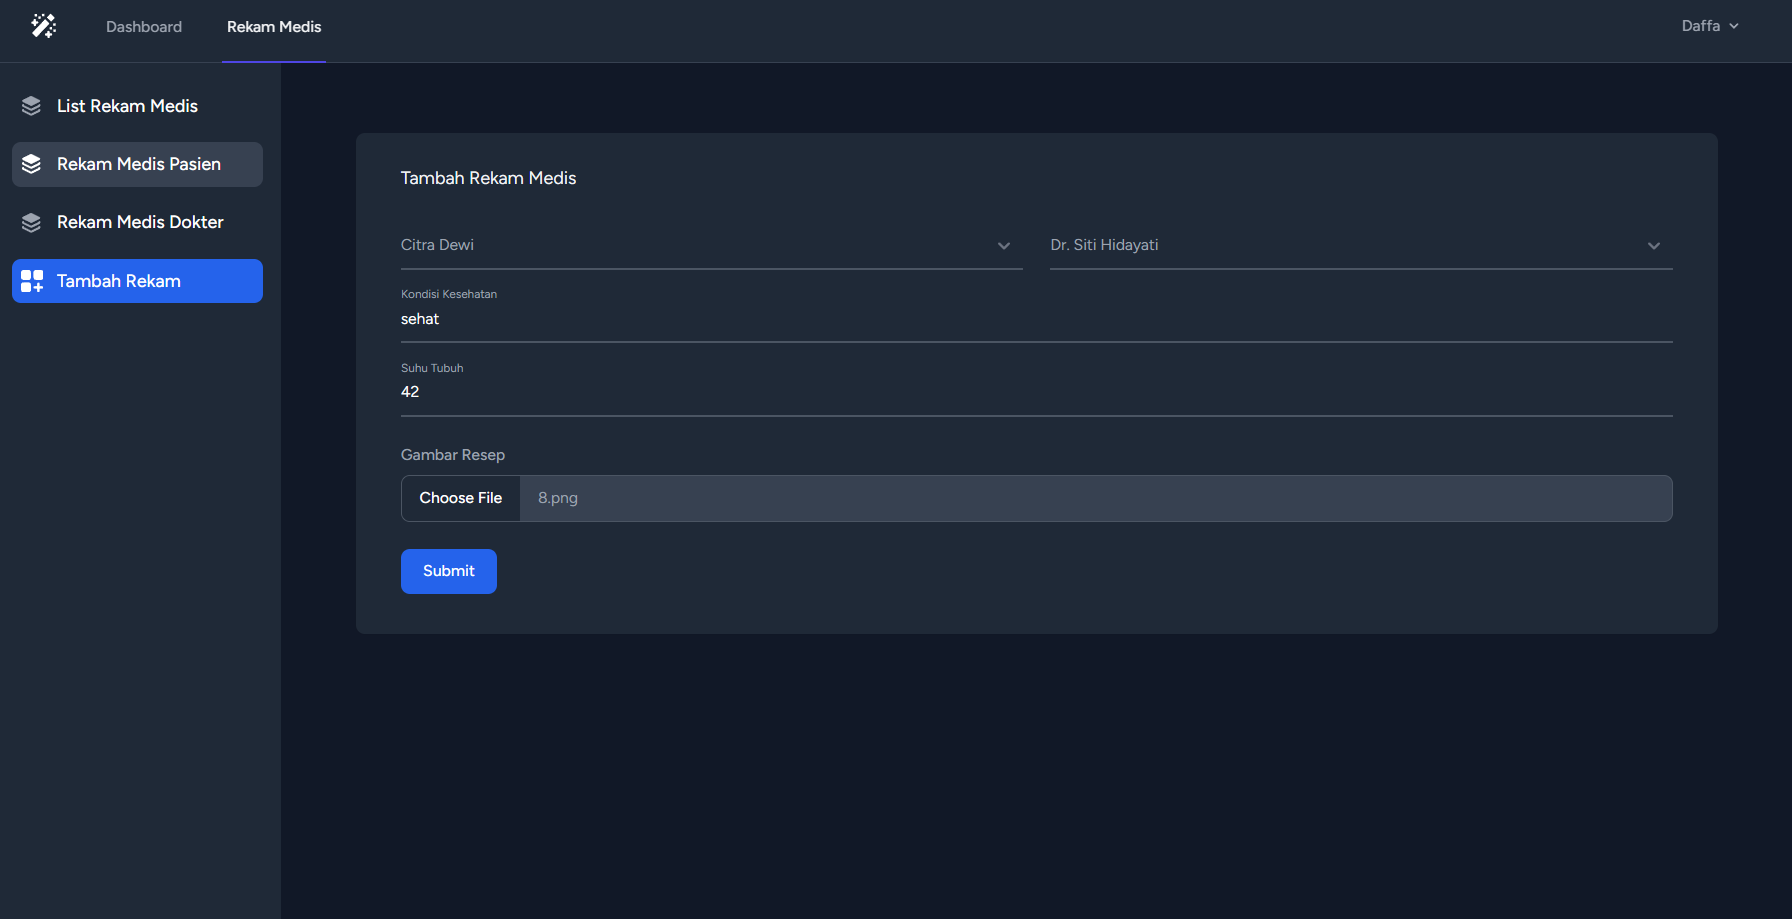 Dashboard
Rekam Medis
Daffa
List Rekam Medis
Rekam Medis Pasien
Rekam Medis Dokter
Tambah Rekam
Tambah Rekam Medis
Citra Dewi
Dr. Siti Hidayati
Kondisi Kesehatan
sehat
Suhu Tubuh
42
Gambar Resep
Choose File
8.png
Submit